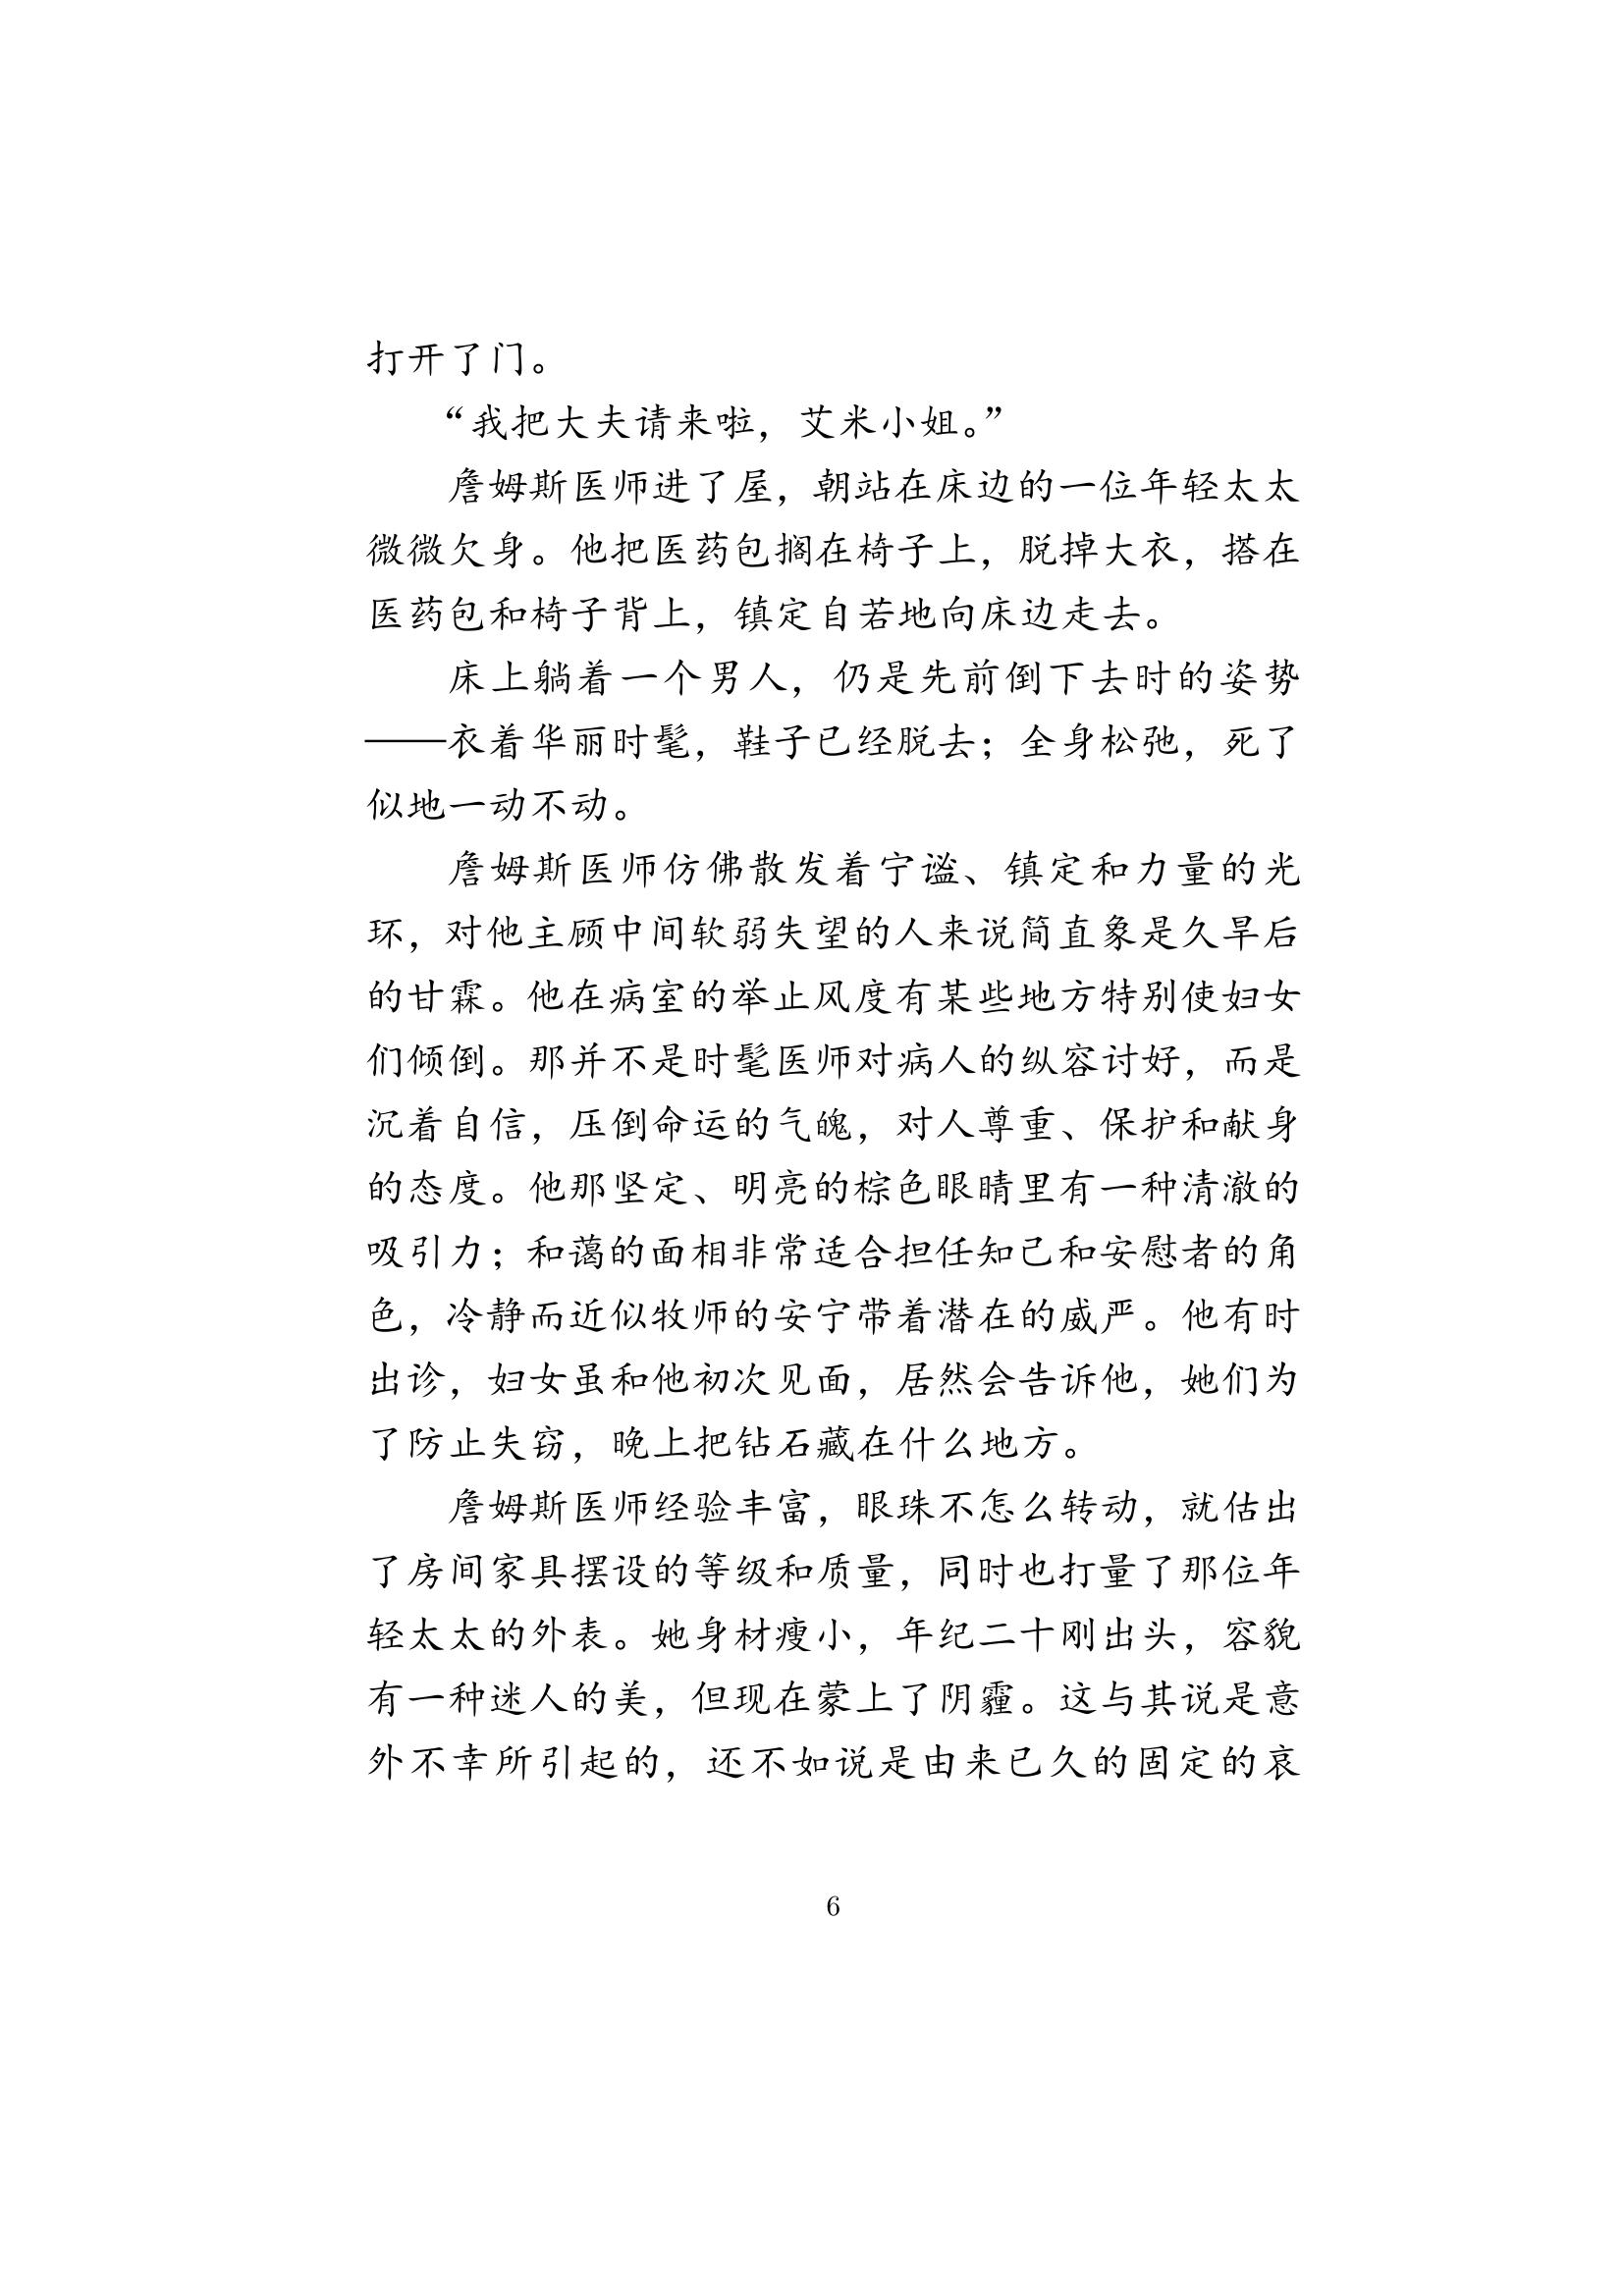 打开了门。
“我把大夫请来啦，艾米小姐。”
詹姆斯医师进了屋，朝站在床边的一位年轻太太
微微欠身。他把医药包搁在椅子上，脱掉大衣，搭在
医药包和椅子背上，镇定自若地向床边走去。
床上躺着一个男人，仍是先前倒下去时的姿势
——衣着华丽时髦，鞋子已经脱去；全身松弛，死了
似地一动不动。
詹姆斯医师仿佛散发着宁谧、镇定和力量的光
环，对他主顾中间软弱失望的人来说简直象是久旱后
的甘霖。他在病室的举止风度有某些地方特别使妇女
们倾倒。那并不是时髦医师对病人的纵容讨好，而是
沉着自信，压倒命运的气魄，对人尊重、保护和献身
的态度。他那坚定、明亮的棕色眼睛里有一种清澈的
吸引力；和蔼的面相非常适合担任知己和安慰者的角
色，冷静而近似牧师的安宁带着潜在的威严。他有时
出诊，妇女虽和他初次见面，居然会告诉他，她们为
了防止失窃，晚上把钻石藏在什么地方。
詹姆斯医师经验丰富，眼珠不怎么转动，就估出
了房间家具摆设的等级和质量，同时也打量了那位年
轻太太的外表。她身材瘦小，年纪二十刚出头，容貌
有一种迷人的美，但现在蒙上了阴霾。这与其说是意
外不幸所引起的，还不如说是由来已久的固定的哀
6